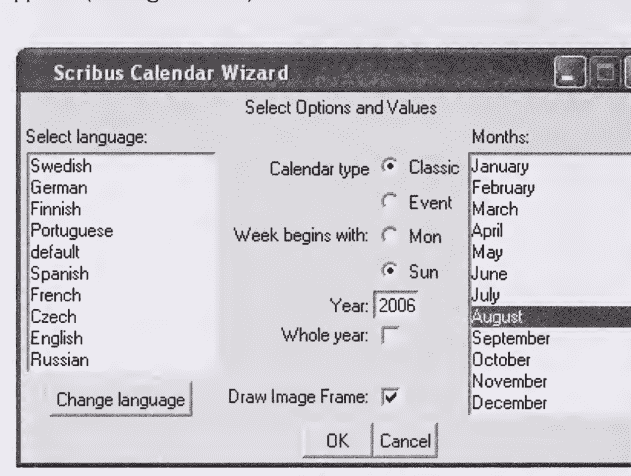 Scribus Calendar Wizard
Select Options and Values
Select language:
Swedish
German
Finnish
Portuguese
default
Spanish
French
Czech
English
Russian
Change language
Calendar type Classic
Event
Week begins with: Mon
Sun
Year: 2006
Whole year:
Draw Image Frame:
OK Cancel
Months:
January
February
March
April
May
June
July
August
September
October
November
December